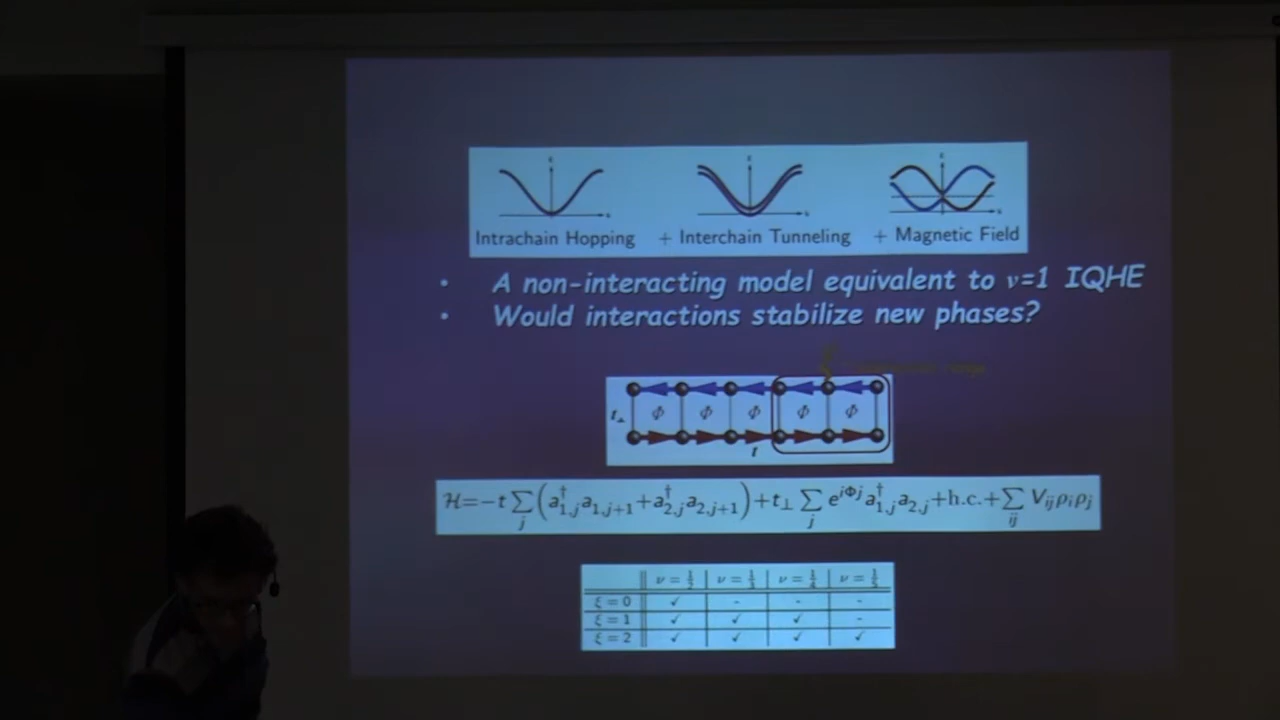 Intrachain Hopping + Interchain Tunneling + Magnetic Field
• A non-interacting model equivalent to ν=1 IQHE
• Would interactions stabilize new phases?
t⊥ Φ Φ Φ Φ Φ
t
ℋ=−t∑_j(a†_{1,j}a_{1,j+1}+a†_{2,j}a_{2,j+1})+t⊥∑_j e^{iΦj}a†_{1,j}a_{2,j}+h.c.+∑_{ij}V_{ij}ρ_iρ_j
ν = 1/2 ν = 1/3 ν = 1/4 ν = 1/5
ξ = 0 ✓ - - -
ξ = 1 ✓ ✓ ✓ -
ξ = 2 ✓ ✓ ✓ ✓